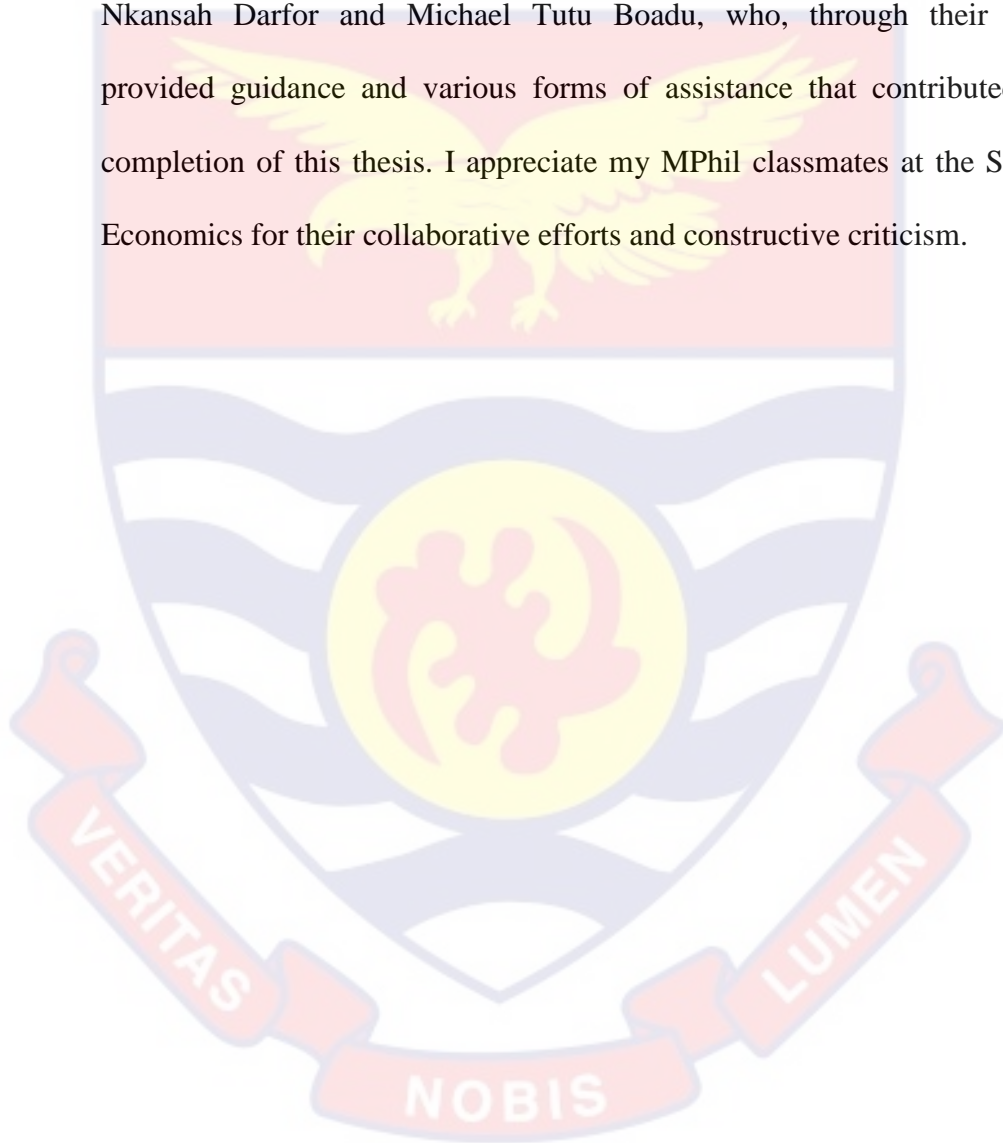 Nkansah Darfor and Michael Tutu Boadu, who, through their
provided guidance and various forms of assistance that contribute
completion of this thesis. I appreciate my MPhil classmates at the S
Economics for their collaborative efforts and constructive criticism.
VERITAS
NOBIS
LUMEN